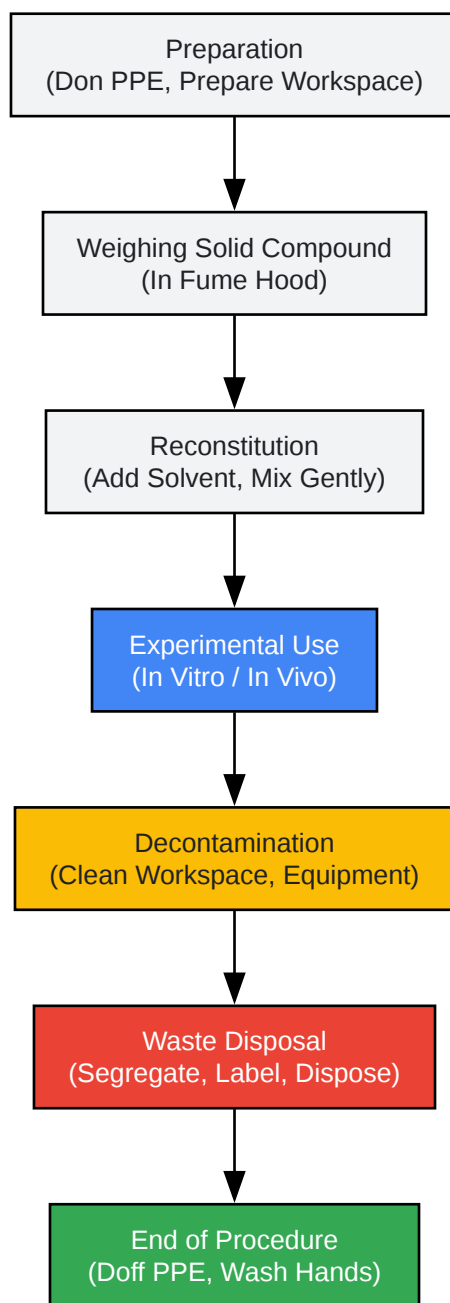 Preparation
(Don PPE, Prepare Workspace)
Weighing Solid Compound
(In Fume Hood)
Reconstitution
(Add Solvent, Mix Gently)
Experimental Use
(In Vitro / In Vivo)
Decontamination
(Clean Workspace, Equipment)
Waste Disposal
(Segregate, Label, Dispose)
End of Procedure
(Doff PPE, Wash Hands)